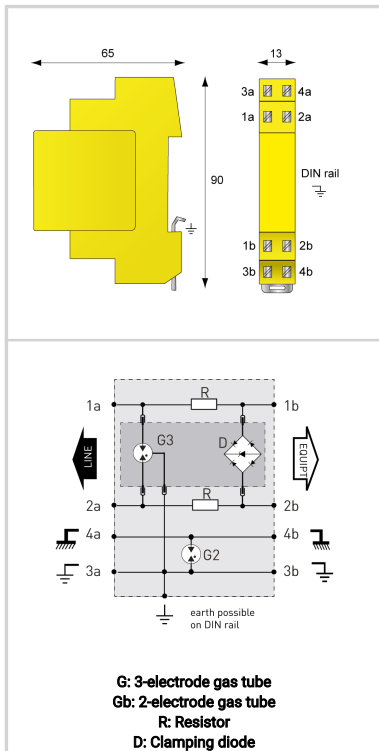 65
13
3a 4a
1a 2a
90
DIN rail
1b 2b
3b 4b
1a R 1b
G3 D
LINE EQUIPT
R
2a 2b
4a 4b
G2
3a 3b
earth possible
on DIN rail
G: 3-electrode gas tube
Gb: 2-electrode gas tube
R: Resistor
D: Clamping diode